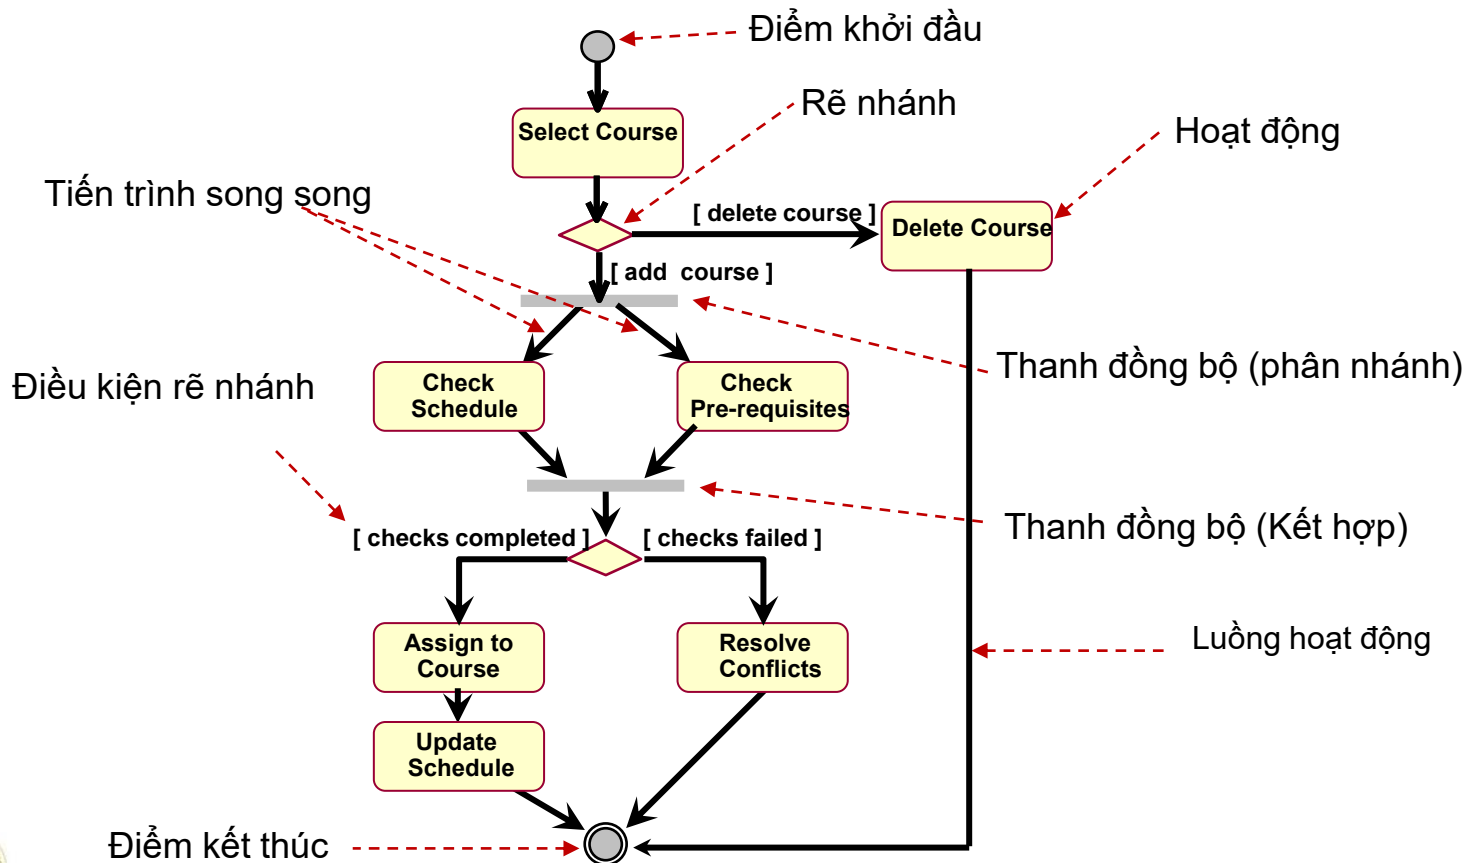 Điểm khởi đầu
Rẽ nhánh
Select Course
Hoạt động
Tiến trình song song
[ delete course ]
Delete Course
[ add course ]
Thanh đồng bộ (phân nhánh)
Điều kiện rẽ nhánh
Check
Schedule
Check
Pre-requisites
Thanh đồng bộ (Kết hợp)
[ checks completed ]
[ checks failed ]
Assign to
Course
Resolve
Conflicts
Luồng hoạt động
Update
Schedule
Điểm kết thúc